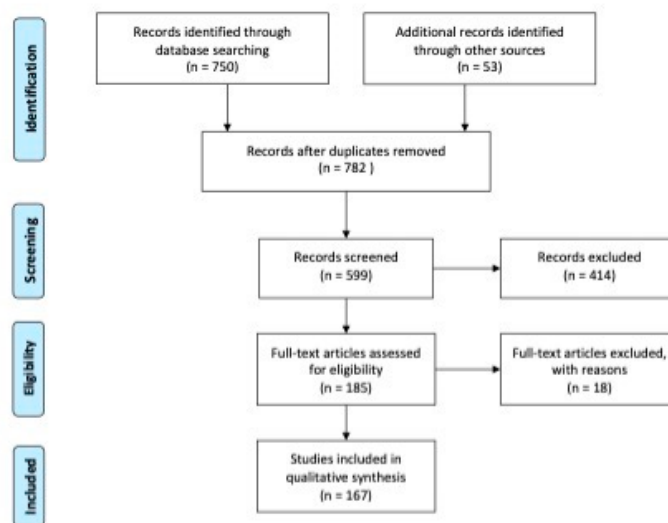 Identification
Records identified through
database searching
(n = 750)
Additional records identified
through other sources
(n = 53)
Records after duplicates removed
(n = 782 )
Screening
Records screened
(n = 599)
Records excluded
(n = 414)
Eligibility
Full-text articles assessed
for eligibility
(n = 185)
Full-text articles excluded,
with reasons
(n = 18)
Included
Studies included in
qualitative synthesis
(n = 167)